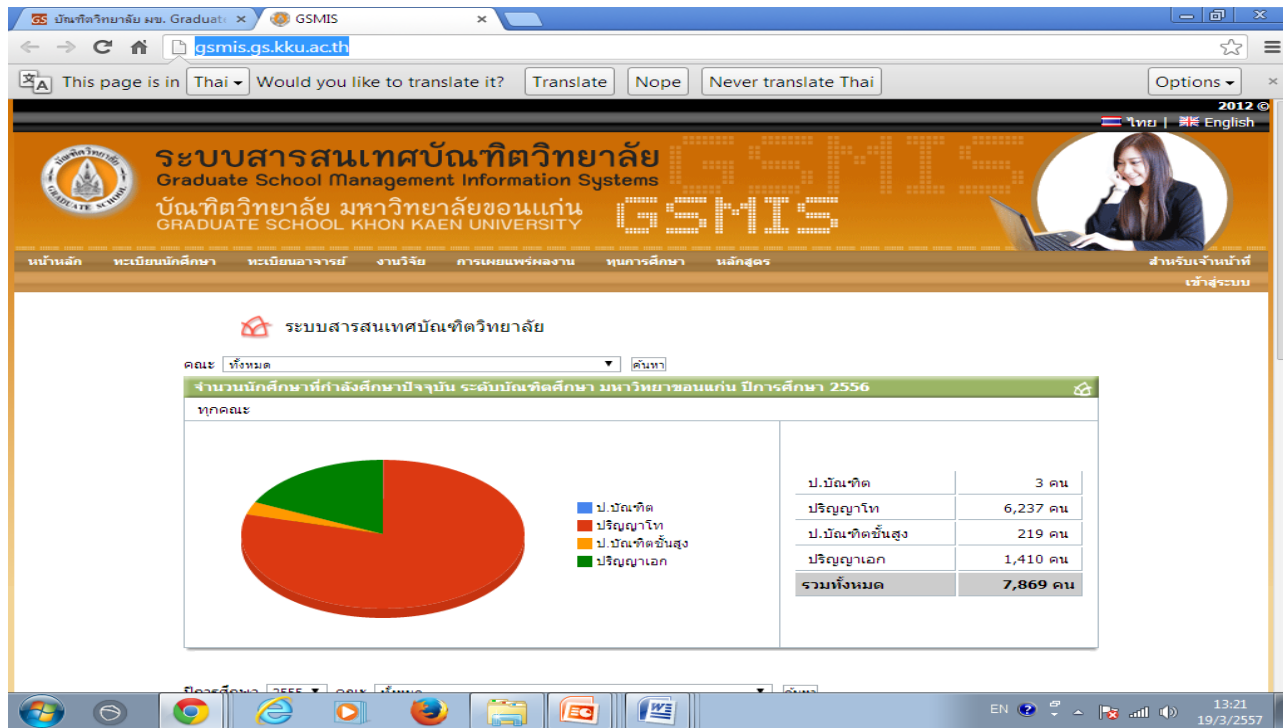 บัณฑิตวิทยาลัย มข. Graduat
GSMIS
gsmis.gs.kku.ac.th
This page is in Thai Would you like to translate it? Translate Nope Never translate Thai Options
2012 ©
ไทย | English
ระบบสารสนเทศบัณฑิตวิทยาลัย
Graduate School Management Information Systems
บัณฑิตวิทยาลัย มหาวิทยาลัยขอนแก่น
GRADUATE SCHOOL KHON KAEN UNIVERSITY
GSMIS
GSMIS
หน้าหลัก ทะเบียนนักศึกษา ทะเบียนอาจารย์ งานวิจัย การเผยแพร่ผลงาน ทุนการศึกษา หลักสูตร สำหรับเจ้าหน้าที่
เข้าสู่ระบบ
ระบบสารสนเทศบัณฑิตวิทยาลัย
คณะ ทั้งหมด ค้นหา
จำนวนนักศึกษาที่กำลังศึกษาปัจจุบัน ระดับบัณฑิตศึกษา มหาวิทยาขอนแก่น ปีการศึกษา 2556
ทุกคณะ
ป.บัณฑิต
ปริญญาโท
ป.บัณฑิตชั้นสูง
ปริญญาเอก
ป.บัณฑิต 3 คน
ปริญญาโท 6,237 คน
ป.บัณฑิตชั้นสูง 219 คน
ปริญญาเอก 1,410 คน
รวมทั้งหมด 7,869 คน
ปีการศึกษา 2555 คณะ ทั้งหมด ค้นหา
EN
13:21
19/3/2557